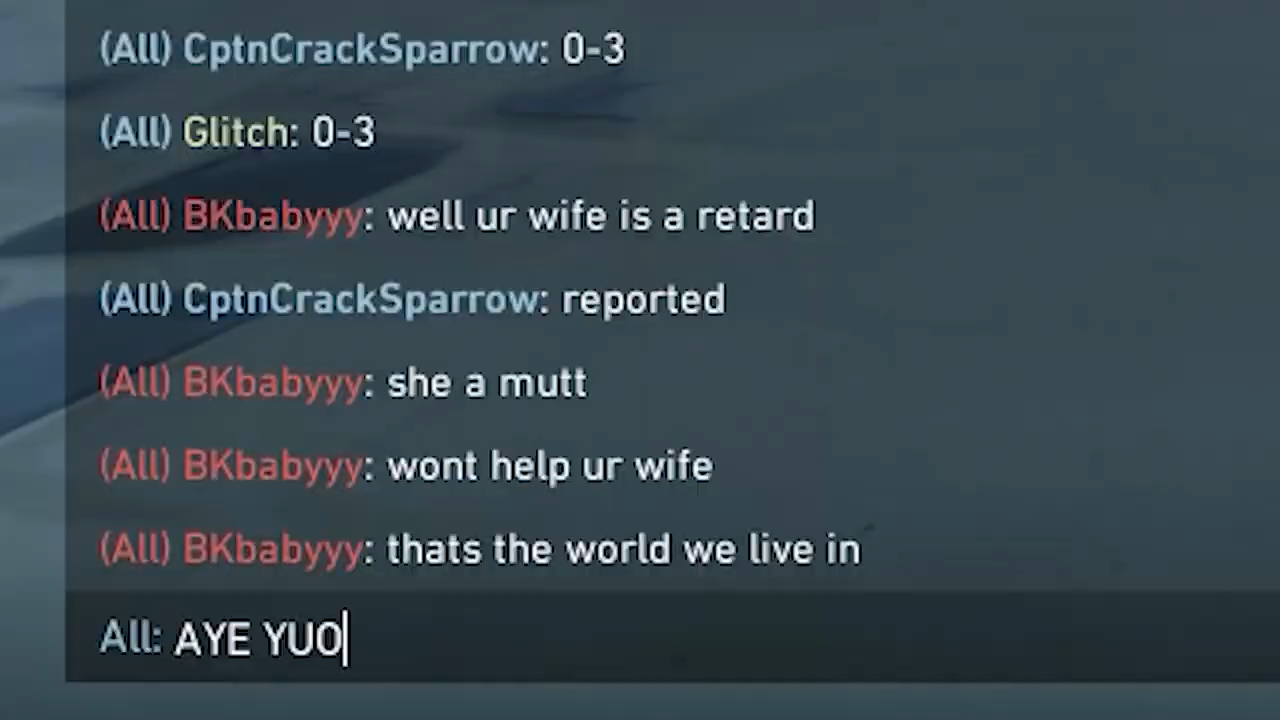 (All) CptnCrackSparrow: 0-3
(All) Glitch: 0-3
(All) BKbabyyy: well ur wife is a retard
(All) CptnCrackSparrow: reported
(All) BKbabyyy: she a mutt
(All) BKbabyyy: wont help ur wife
(All) BKbabyyy: thats the world we live in
All: AYE YUO